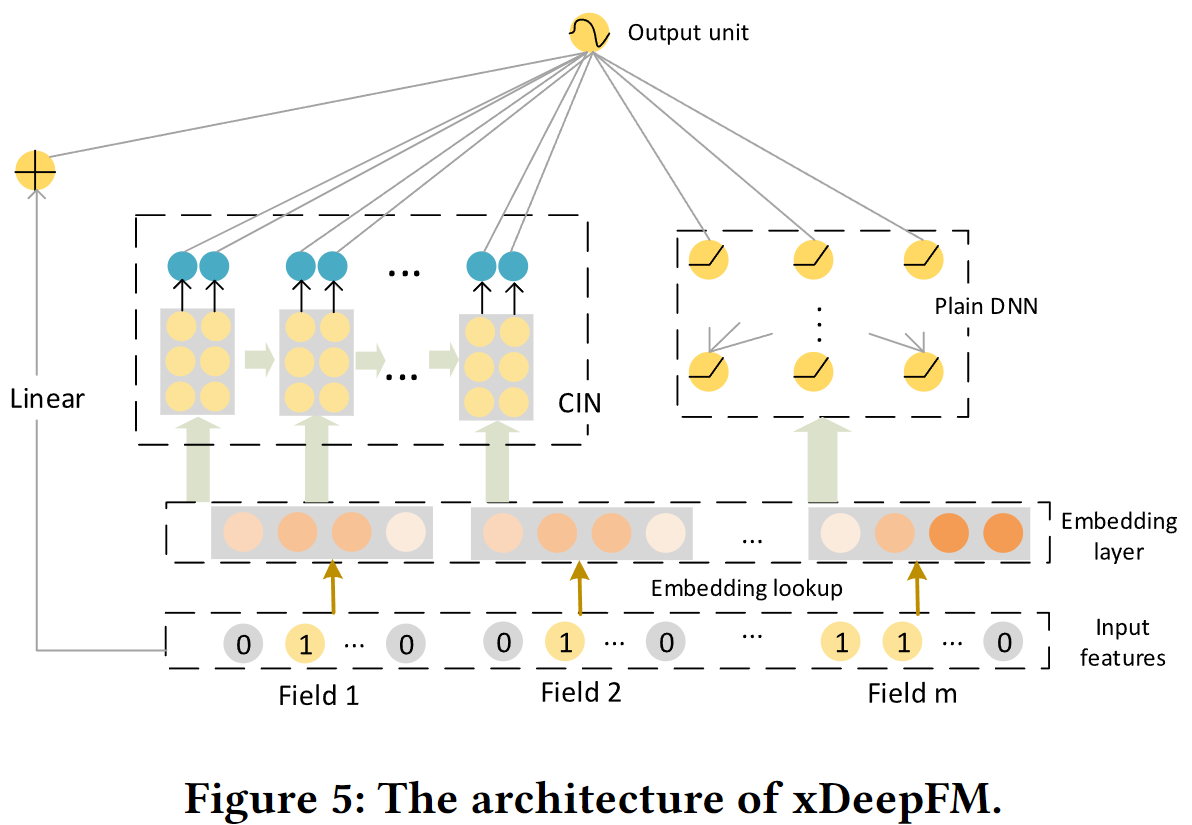 Output unit
...
Plain DNN
Linear
...
CIN
Embedding
layer
...
Embedding lookup
0 1 ... 0 0 1 ... 0 ... 1 1 ... 0
Input
features
Field 1 Field 2 Field m
Figure 5: The architecture of xDeepFM.